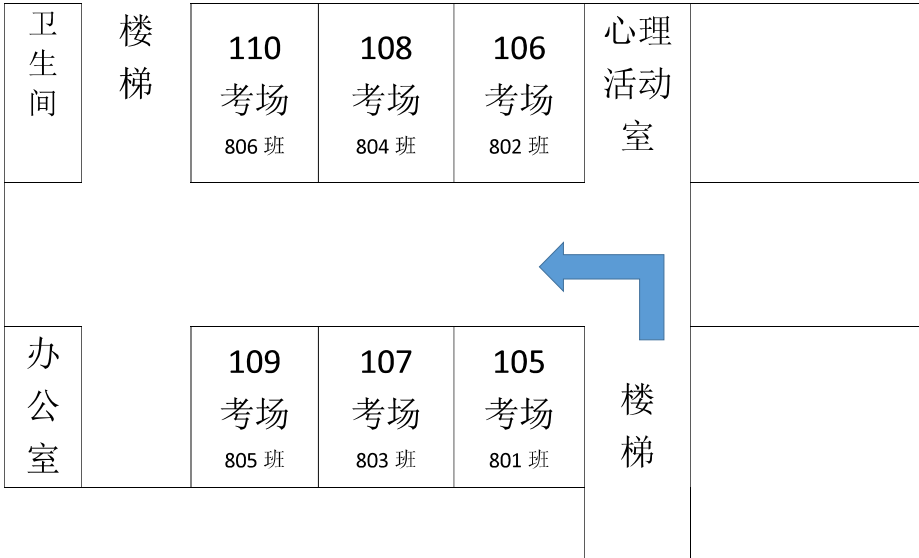 卫
生
间
楼
梯
110
考场
806 班
108
考场
804 班
106
考场
802 班
心理
活动
室
办
公
室
109
考场
805 班
107
考场
803 班
105
考场
801 班
楼
梯